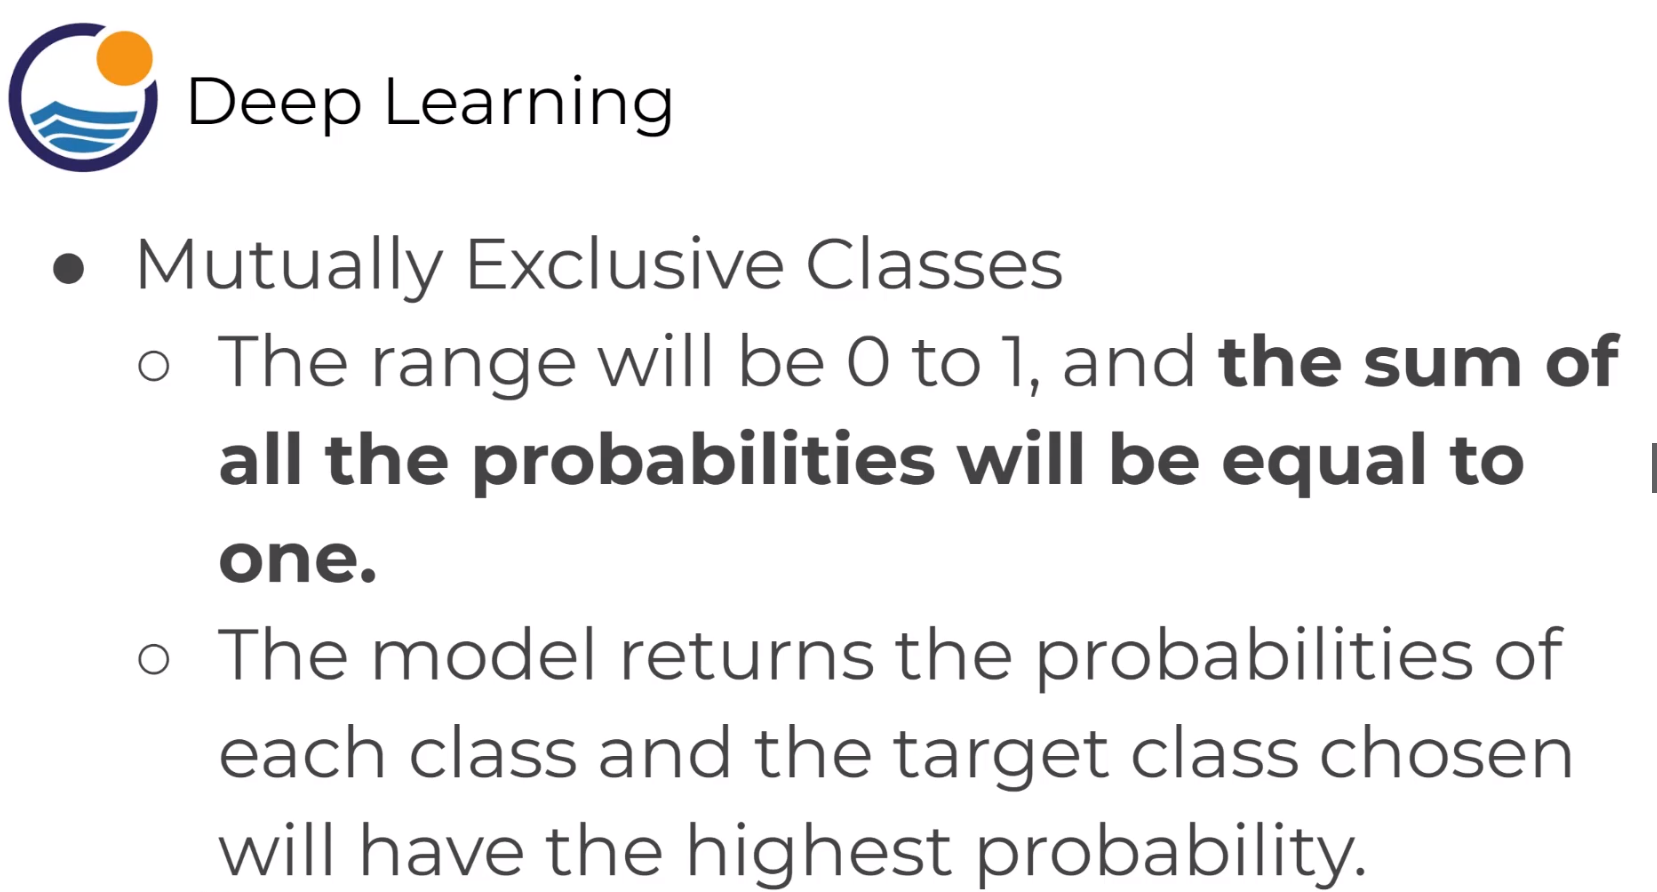 Deep Learning
● Mutually Exclusive Classes
○ The range will be 0 to 1, and the sum of
all the probabilities will be equal to
one.
○ The model returns the probabilities of
each class and the target class chosen
will have the highest probability.